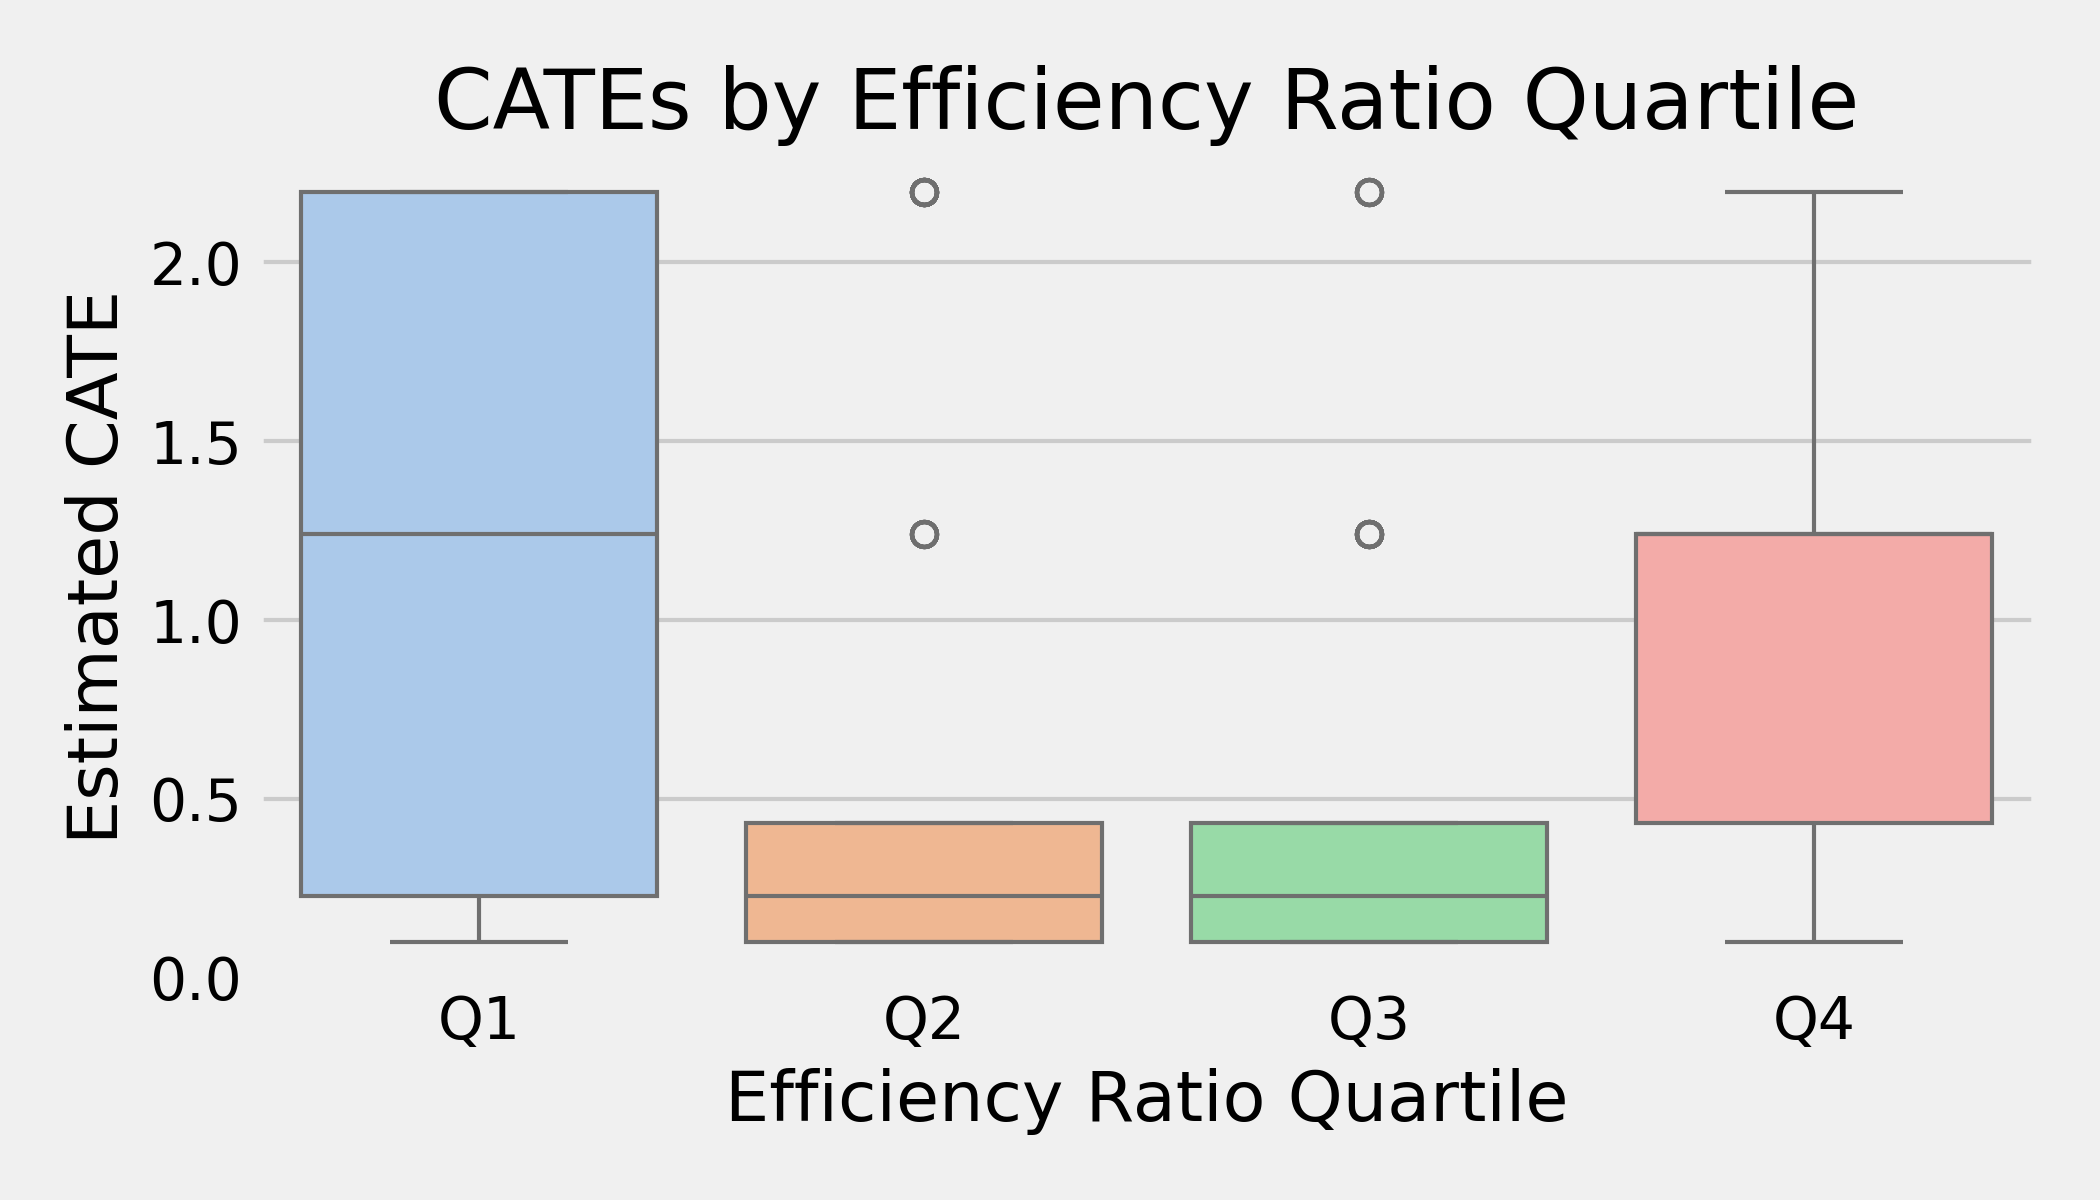 CATEs by Efficiency Ratio Quartile
Estimated CATE
2.0
1.5
1.0
0.5
0.0
Q1 Q2 Q3 Q4
Efficiency Ratio Quartile